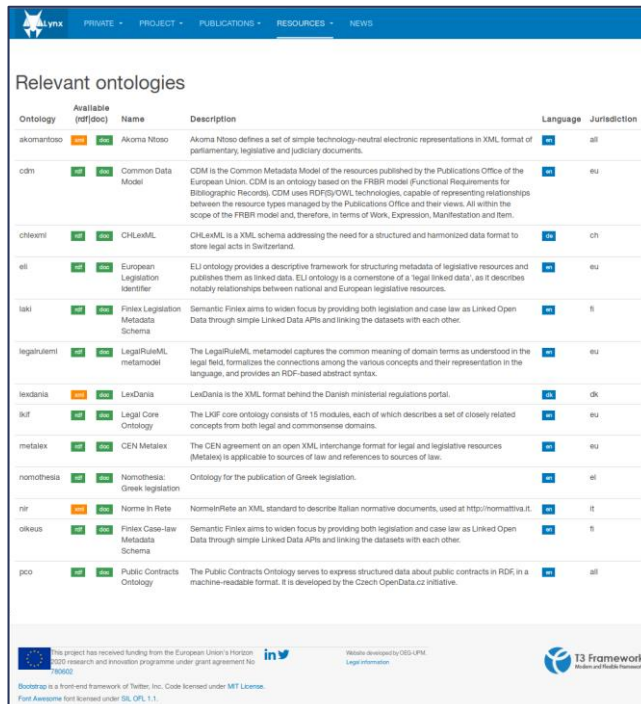 Lynx PRIVATE PROJECT PUBLICATIONS RESOURCES NEWS
Relevant ontologies
Ontology Available (rdf|doc) Name Description Language Jurisdiction
akomantoso xml doc Akoma Ntoso Akoma Ntoso defines a set of simple technology-neutral electronic representations in XML format of en all
parliamentary, legislative and judiciary documents.
cdm rdf doc Common Data CDM is the Common Metadata Model of the resources published by the Publications Office of the en eu
Model European Union. CDM is an ontology based on the FRBR model (Functional Requirements for
Bibliographic Records). CDM uses RDF(S)/OWL technologies, capable of representing relationships
between the resource types managed by the Publications Office and their views. All within the
scope of the FRBR model and, therefore, in terms of Work, Expression, Manifestation and Item.
chlexml rdf doc CHLexML CHLexML is a XML schema addressing the need for a structured and harmonized data format to de ch
store legal acts in Switzerland.
eli rdf doc European ELI ontology provides a descriptive framework for structuring metadata of legislative resources and en eu
Legislation publishes them as linked data. ELI ontology is a cornerstone of a 'legal linked data', as it describes
Identifier notably relationships between national and European legislative resources.
laki rdf doc Finlex Legislation Semantic Finlex aims to widen focus by providing both legislation and case law as Linked Open en fi
Metadata Data through simple Linked Data APIs and linking the datasets with each other.
Schema
legalruleml rdf doc LegalRuleML The LegalRuleML metamodel captures the common meaning of domain terms as understood in the en eu
metamodel legal field, formalizes the connections among the various concepts and their representation in the
language, and provides an RDF-based abstract syntax.
lexdania xml doc LexDania LexDania is the XML format behind the Danish ministerial regulations portal. dk dk
lkif rdf doc Legal Core The LKIF core ontology consists of 15 modules, each of which describes a set of closely related en eu
Ontology concepts from both legal and commonsense domains.
metalex rdf doc CEN Metalex The CEN agreement on an open XML interchange format for legal and legislative resources en eu
(Metalex) is applicable to sources of law and references to sources of law.
nomothesia rdf doc Nomothesia: Ontology for the publication of Greek legislation. en el
Greek legislation
nir xml doc Norme In Rete NormeInRete an XML standard to describe Italian normative documents, used at http://normattiva.it. en it
oikeus rdf doc Finlex Case-law Semantic Finlex aims to widen focus by providing both legislation and case law as Linked Open en fi
Metadata Data through simple Linked Data APIs and linking the datasets with each other.
Schema
pco rdf doc Public Contracts The Public Contracts Ontology serves to express structured data about public contracts in RDF, in a en all
Ontology machine-readable format. It is developed by the Czech OpenData.cz initiative.
This project has received funding from the European Union's Horizon
2020 research and innovation programme under grant agreement No
780602
in
Website developed by OEG-UPM.
Legal information
T3 Framework
Modern and Flexible Framework
Bootstrap is a front-end framework of Twitter, Inc. Code licensed under MIT License.
Font Awesome font licensed under SIL OFL 1.1.